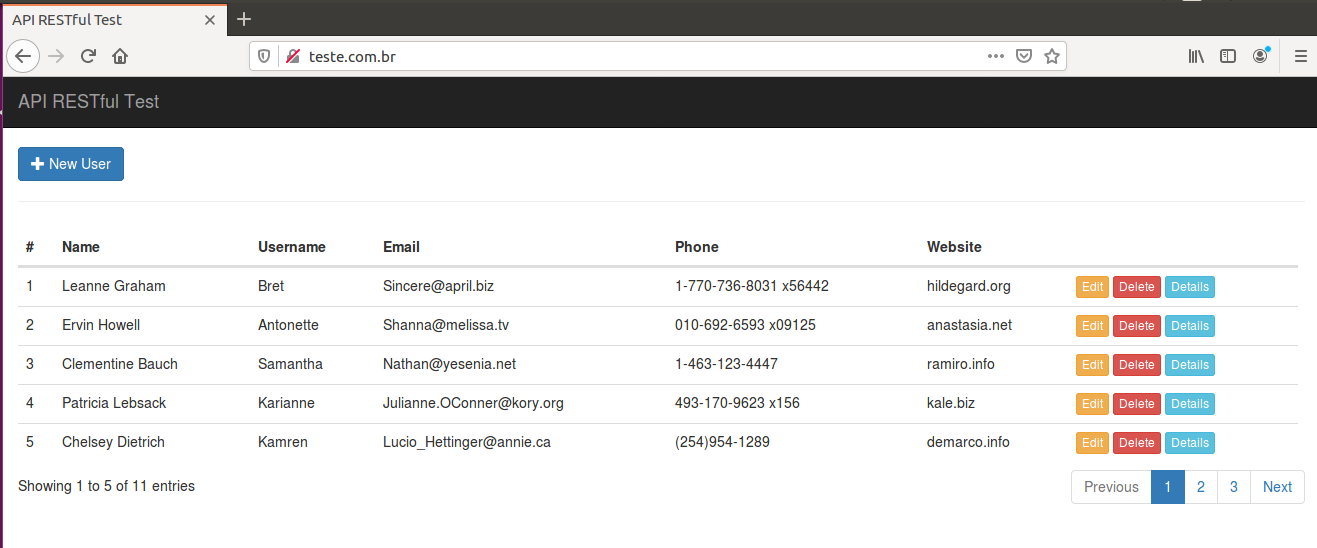 API RESTful Test
teste.com.br
API RESTful Test
New User
# Name Username Email Phone Website
1 Leanne Graham Bret Sincere@april.biz 1-770-736-8031 x56442 hildegard.org Edit Delete Details
2 Ervin Howell Antonette Shanna@melissa.tv 010-692-6593 x09125 anastasia.net Edit Delete Details
3 Clementine Bauch Samantha Nathan@yesenia.net 1-463-123-4447 ramiro.info Edit Delete Details
4 Patricia Lebsack Karianne Julianne.OConner@kory.org 493-170-9623 x156 kale.biz Edit Delete Details
5 Chelsey Dietrich Kamren Lucio_Hettinger@annie.ca (254)954-1289 demarco.info Edit Delete Details
Showing 1 to 5 of 11 entries Previous 1 2 3 Next